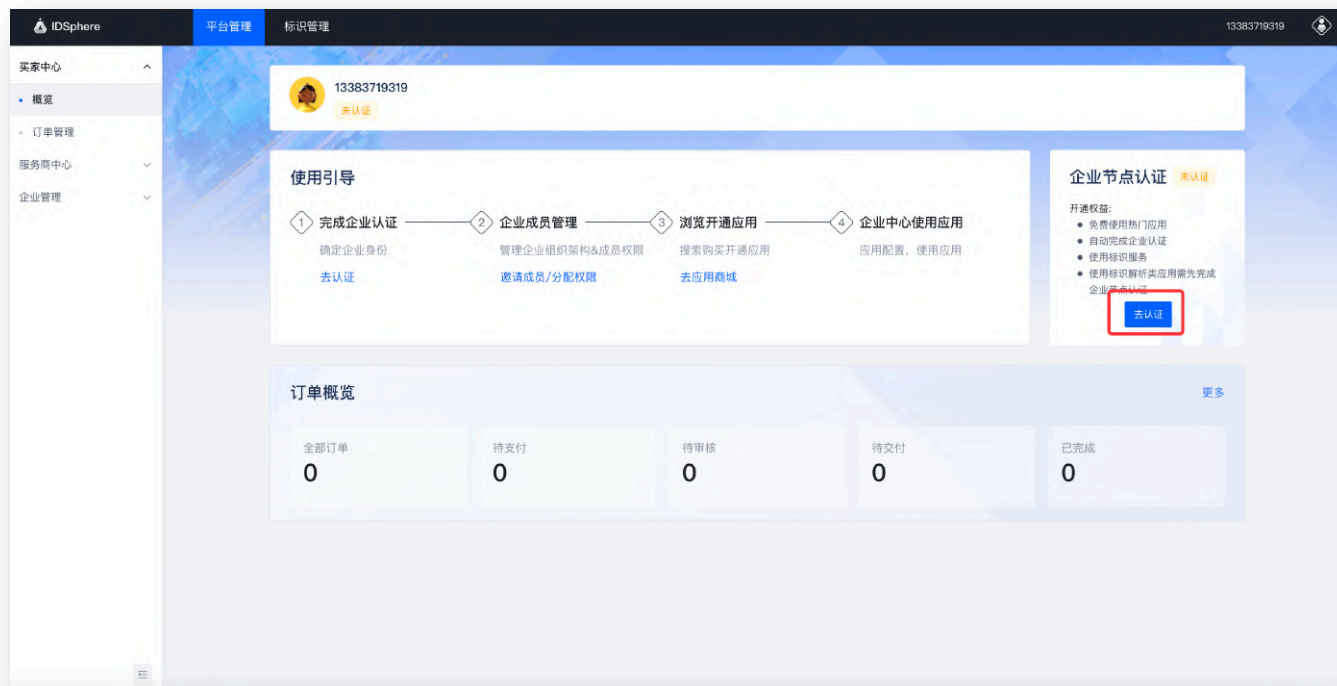 IDSphere
平台管理
标识管理
13383719319
买家中心
概览
订单管理
服务商中心
企业管理
13383719319
未认证
使用引导
1 完成企业认证
确定企业身份
去认证
2 企业成员管理
管理企业组织架构&成员权限
邀请成员/分配权限
3 浏览开通应用
搜索购买开通应用
去应用商城
4 企业中心使用应用
应用配置，使用应用
企业节点认证 未认证
开通权益:
免费使用热门应用
自动完成企业认证
使用标识服务
使用标识解析类应用需先完成
企业节点认证
去认证
订单概览
更多
全部订单
0
待支付
0
待审核
0
待交付
0
已完成
0